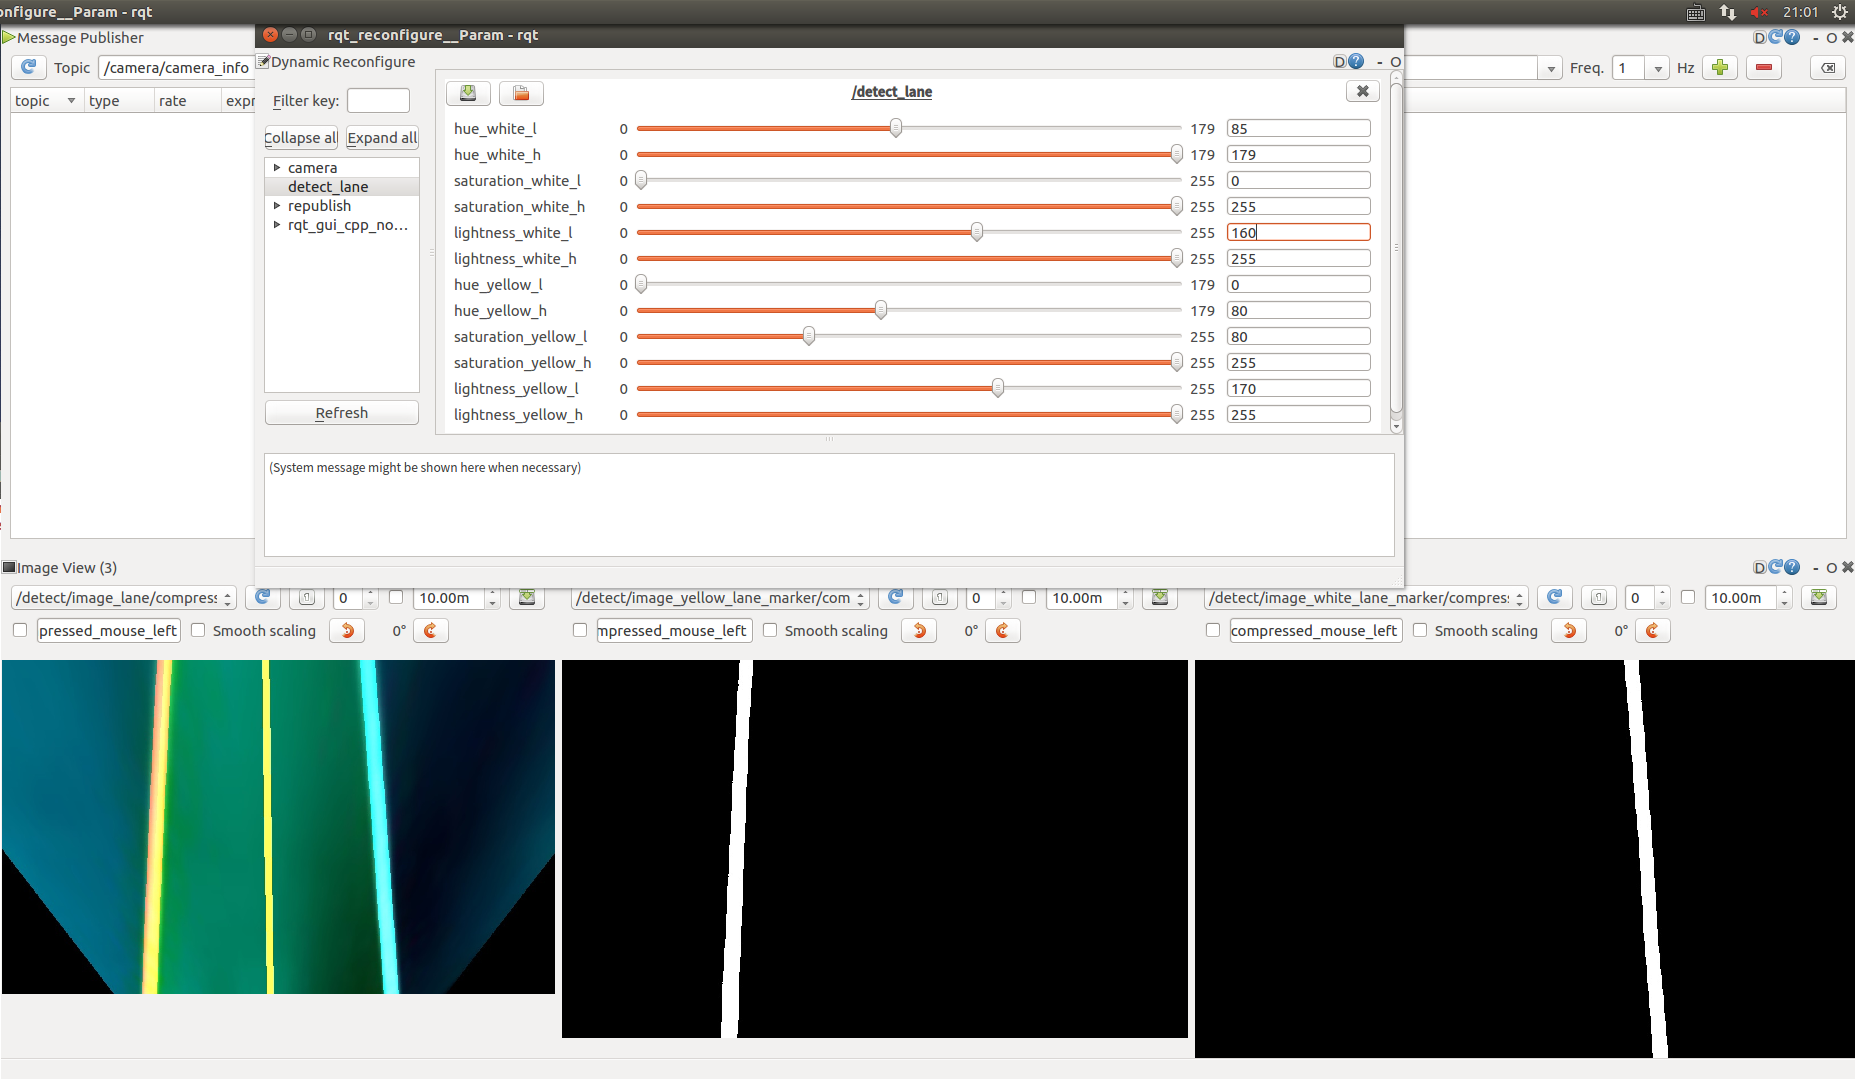 onfigure__Param - rqt
21:01
Message Publisher
rqt_reconfigure__Param - rqt
Topic
/camera/camera_info
Freq.
1
Hz
topic
type
rate
expr
Dynamic Reconfigure
Filter key:
Collapse all
Expand all
camera
detect_lane
republish
rqt_gui_cpp_no...
Refresh
/detect_lane
hue_white_l 0 179 85
hue_white_h 0 179 179
saturation_white_l 0 255 0
saturation_white_h 0 255 255
lightness_white_l 0 255 160
lightness_white_h 0 255 255
hue_yellow_l 0 179 0
hue_yellow_h 0 179 80
saturation_yellow_l 0 255 80
saturation_yellow_h 0 255 255
lightness_yellow_l 0 255 170
lightness_yellow_h 0 255 255
(System message might be shown here when necessary)
Image View (3)
/detect/image_lane/compress 0 10.00m
/detect/image_yellow_lane_marker/com 0 10.00m
/detect/image_white_lane_marker/compress 0 10.00m
pressed_mouse_left Smooth scaling 0°
mpressed_mouse_left Smooth scaling 0°
compressed_mouse_left Smooth scaling 0°